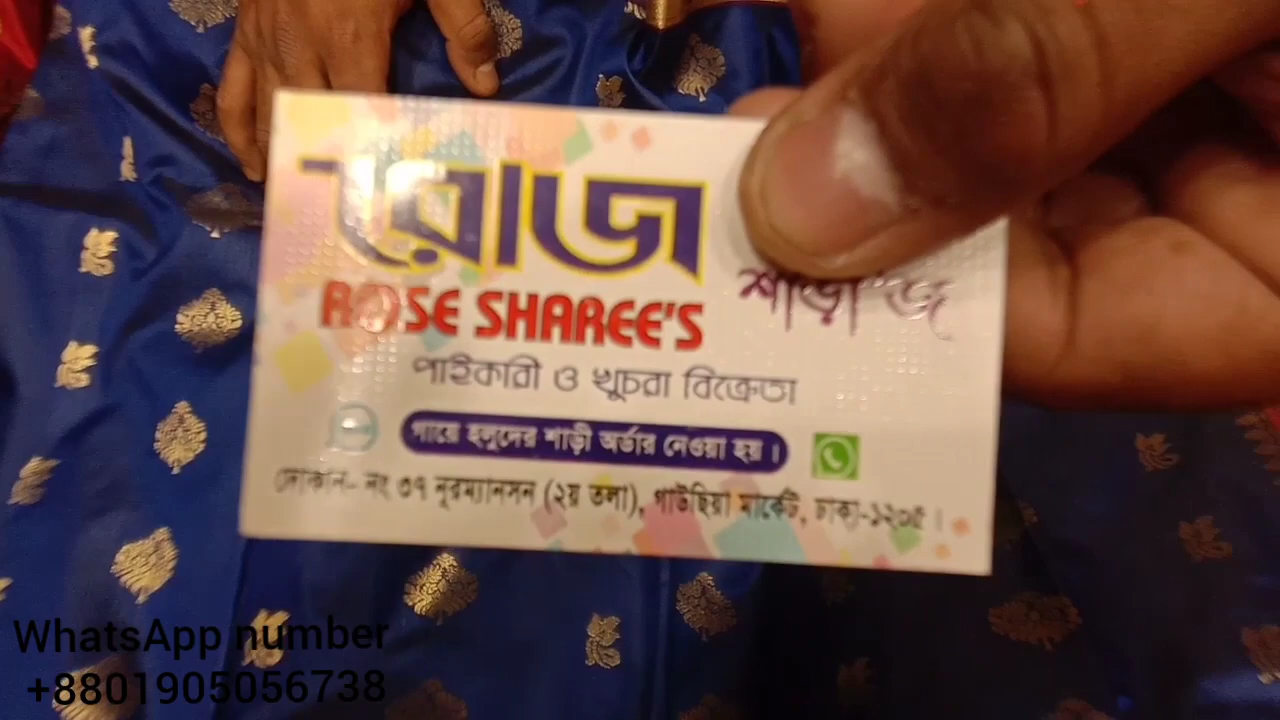 রোজ
ROSE SHAREE'S
পাইকারী ও খুচরা বিক্রেতা
গায়ে হলুদের শাড়ী অর্ডার নেওয়া হয়।
দোকান- নং ৩৭ নূরম্যানসন (২য় তলা), গাউছিয়া মার্কেট, ঢাকা-১২০৫।
WhatsApp number
+8801905056738